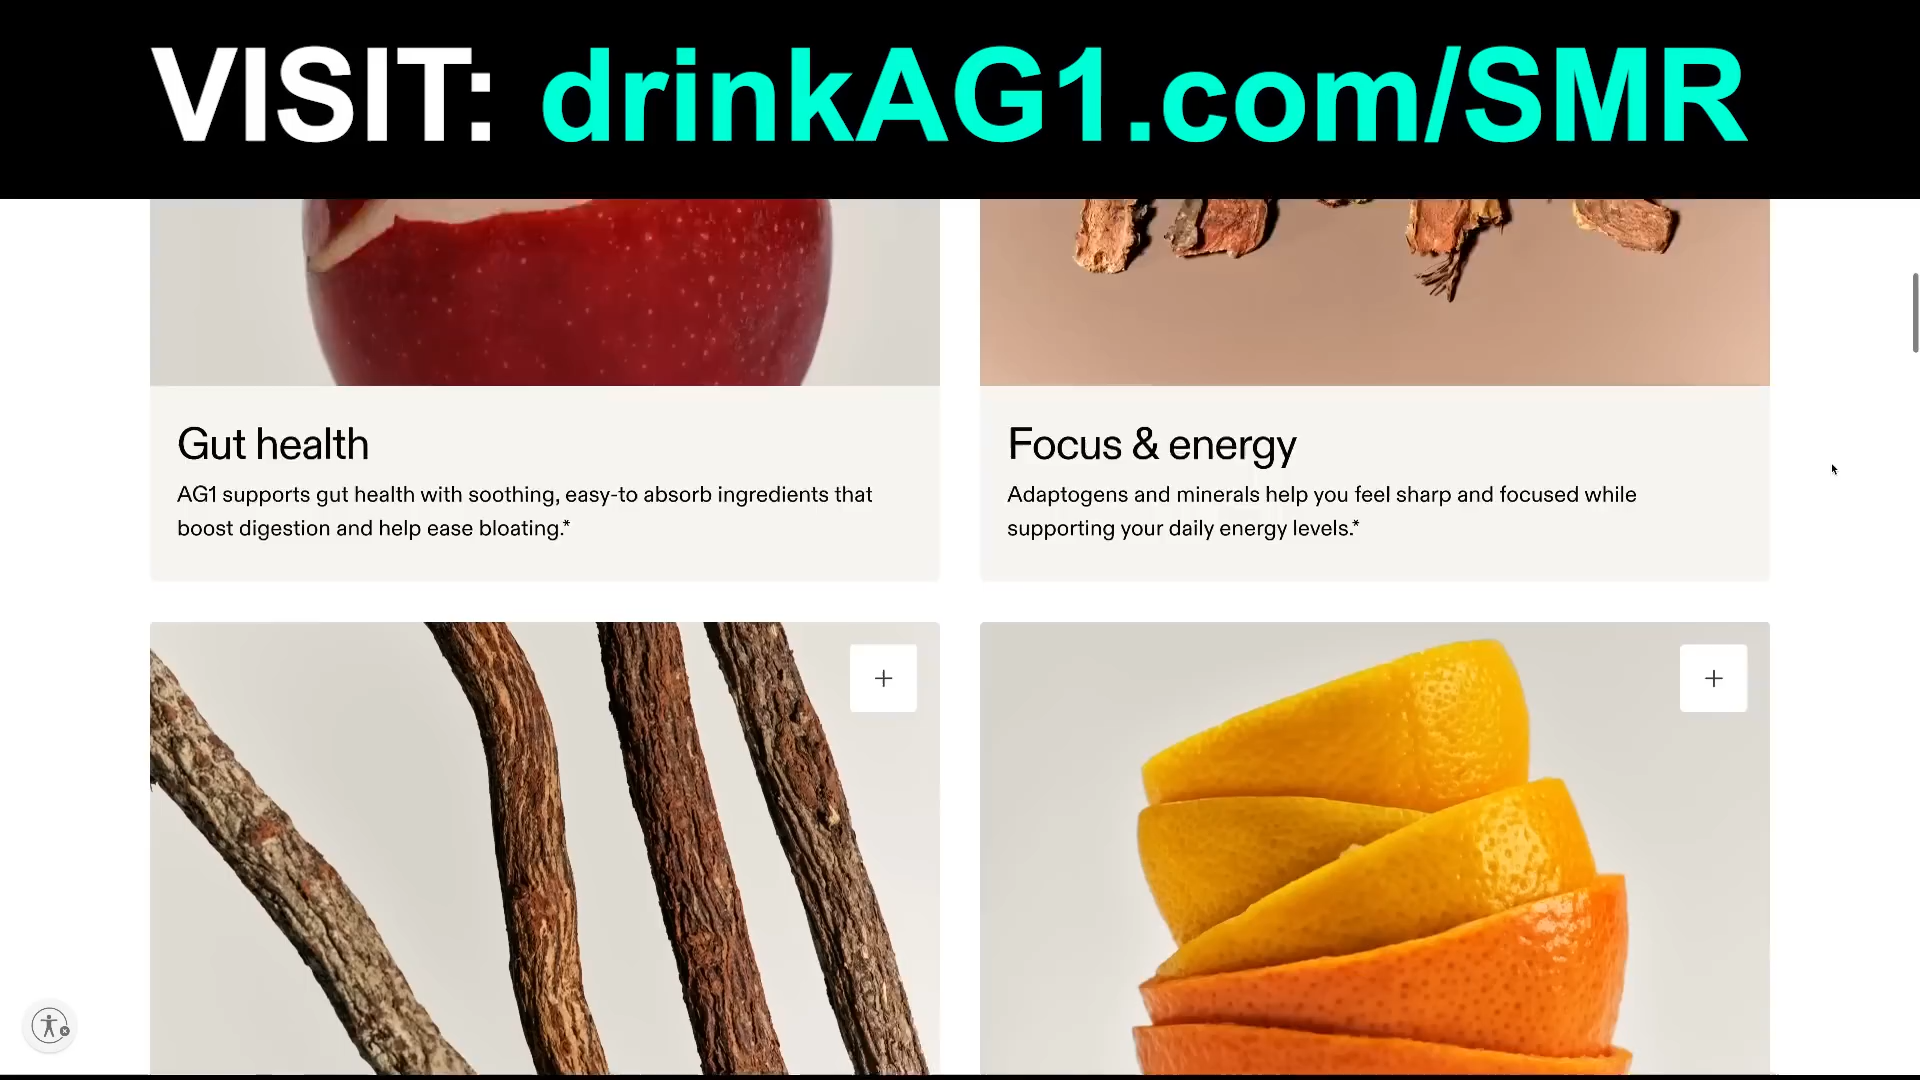 VISIT: drinkAG1.com/SMR
Gut health
AG1 supports gut health with soothing, easy-to absorb ingredients that
boost digestion and help ease bloating.*
Focus & energy
Adaptogens and minerals help you feel sharp and focused while
supporting your daily energy levels.*